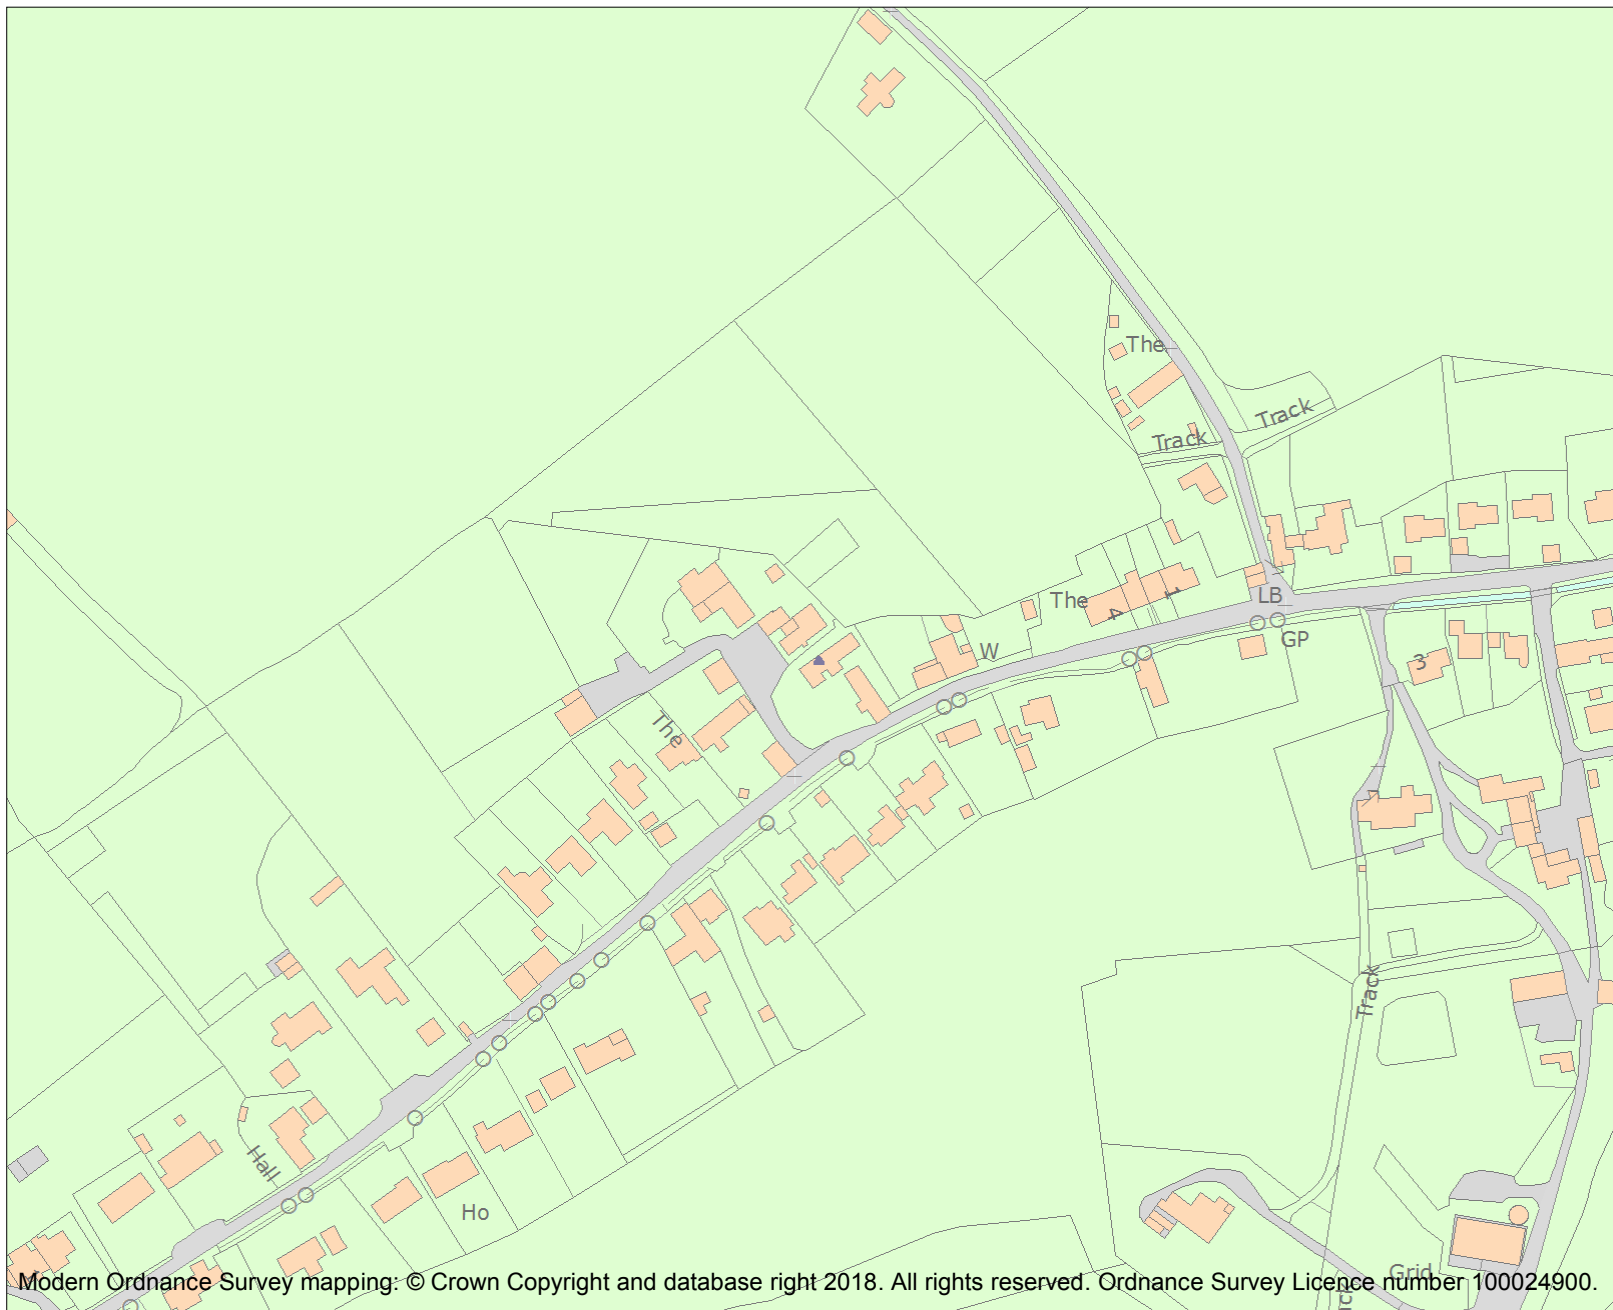 The
Track
Track
The
4
1
LB
GP
W
3
The
Track
Hall
Ho
Grid
Modern Ordnance Survey mapping: © Crown Copyright and database right 2018. All rights reserved. Ordnance Survey Licence number 100024900.